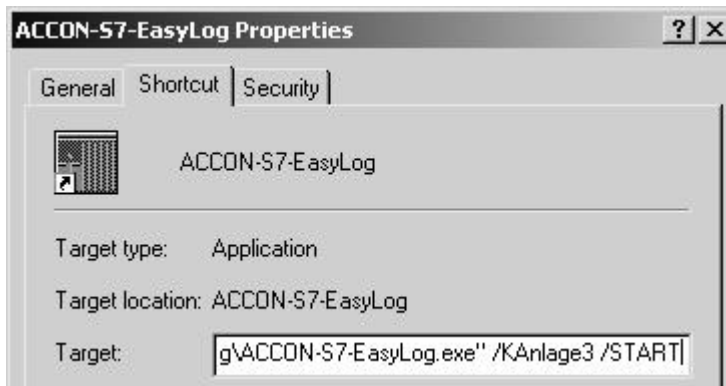 ACCON-S7-EasyLog Properties
General Shortcut Security
ACCON-S7-EasyLog
Target type: Application
Target location: ACCON-S7-EasyLog
Target: g\ACCON-S7-EasyLog.exe" /KAnlage3 /START